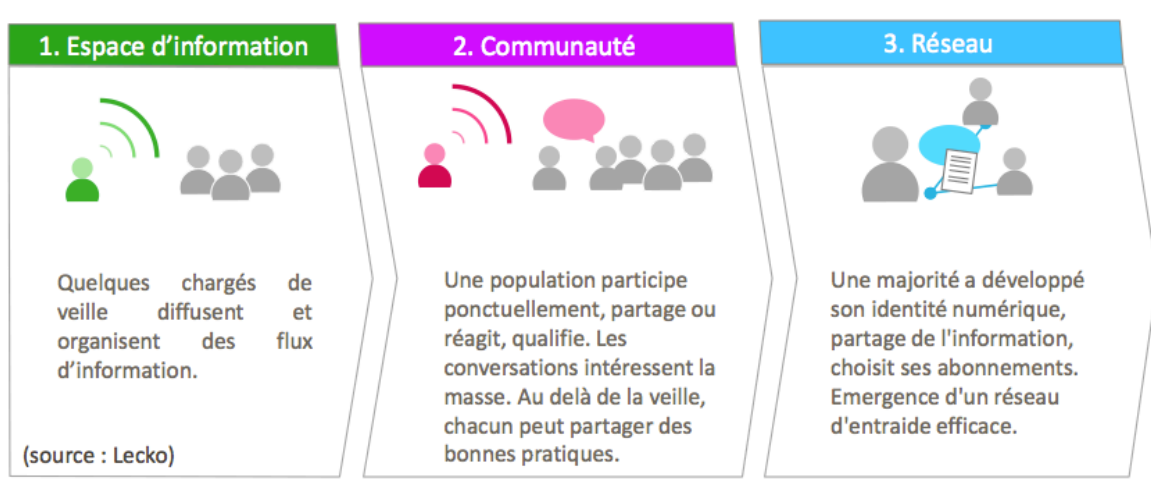 1. Espace d'information
Quelques chargés de
veille diffusent et
organisent des flux
d'information.
(source : Lecko)
2. Communauté
Une population participe
ponctuellement, partage ou
réagit, qualifie. Les
conversations intéressent la
masse. Au delà de la veille,
chacun peut partager des
bonnes pratiques.
3. Réseau
Une majorité a développé
son identité numérique,
partage de l'information,
choisit ses abonnements.
Emergence d'un réseau
d'entraide efficace.